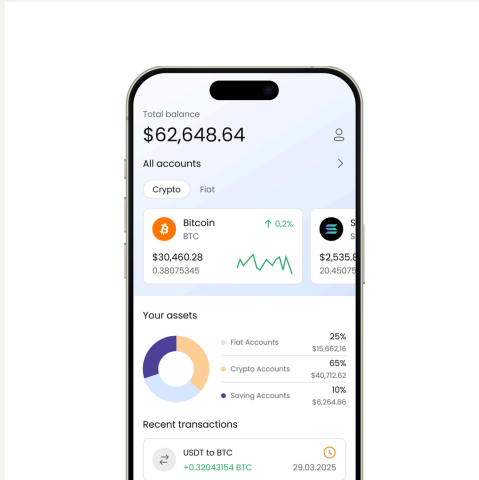 Total balance
$62,648.64
All accounts
Crypto Fiat
Bitcoin 0,2% S
BTC S
$30,460.28 $2,535.8
0.38075345 20.45075
Your assets
Fiat Accounts 25%
$15,662,16
Crypto Accounts 65%
$40,712.62
Saving Accounts 10%
$6,264.86
Recent transactions
USDT to BTC
+0.32043154 BTC 29.03.2025